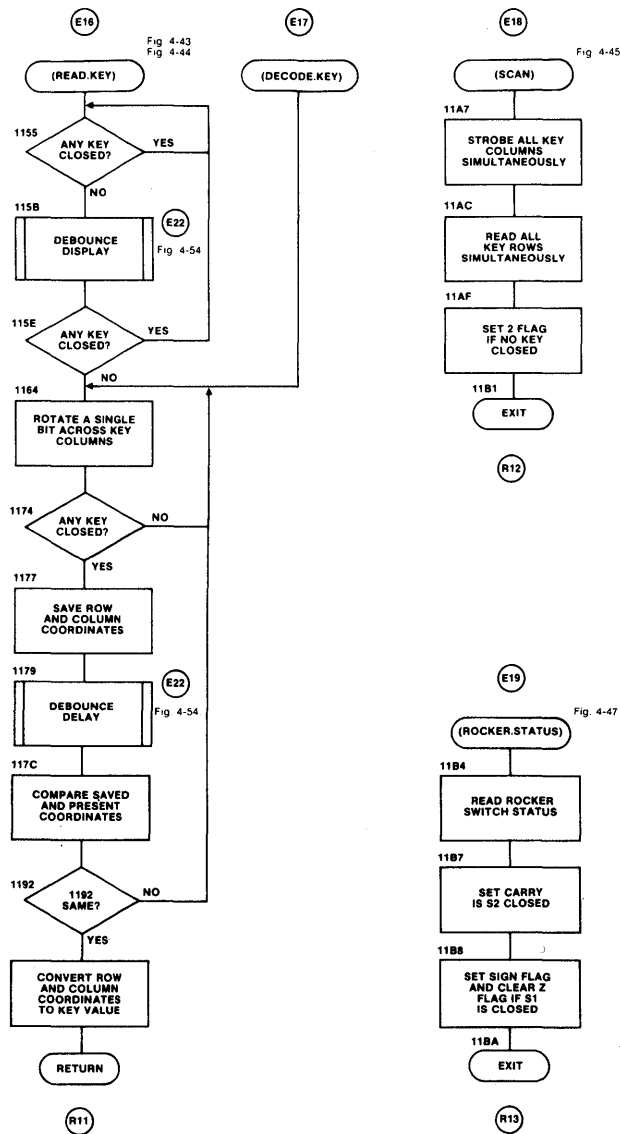 E16
Fig 4-43
Fig 4-44
(READ.KEY)
1155
ANY KEY
CLOSED?
YES
NO
115B
E22
DEBOUNCE
DISPLAY
Fig 4-54
115E
ANY KEY
CLOSED?
YES
NO
1164
ROTATE A SINGLE
BIT ACROSS KEY
COLUMNS
1174
ANY KEY
CLOSED?
NO
YES
1177
SAVE ROW
AND COLUMN
COORDINATES
1179
E22
DEBOUNCE
DELAY
Fig 4-54
117C
COMPARE SAVED
AND PRESENT
COORDINATES
1192
1192
SAME?
NO
YES
CONVERT ROW
AND COLUMN
COORDINATES
TO KEY VALUE
RETURN
R11
E17
(DECODE.KEY)
E18
Fig 4-45
(SCAN)
11A7
STROBE ALL KEY
COLUMNS
SIMULTANEOUSLY
11AC
READ ALL
KEY ROWS
SIMULTANEOUSLY
11AF
SET 2 FLAG
IF NO KEY
CLOSED
11B1
EXIT
R12
E19
Fig. 4-47
(ROCKER.STATUS)
11B4
READ ROCKER
SWITCH STATUS
11B7
SET CARRY
IS S2 CLOSED
11B8
SET SIGN FLAG
AND CLEAR Z
FLAG IF S1
IS CLOSED
11BA
EXIT
R13